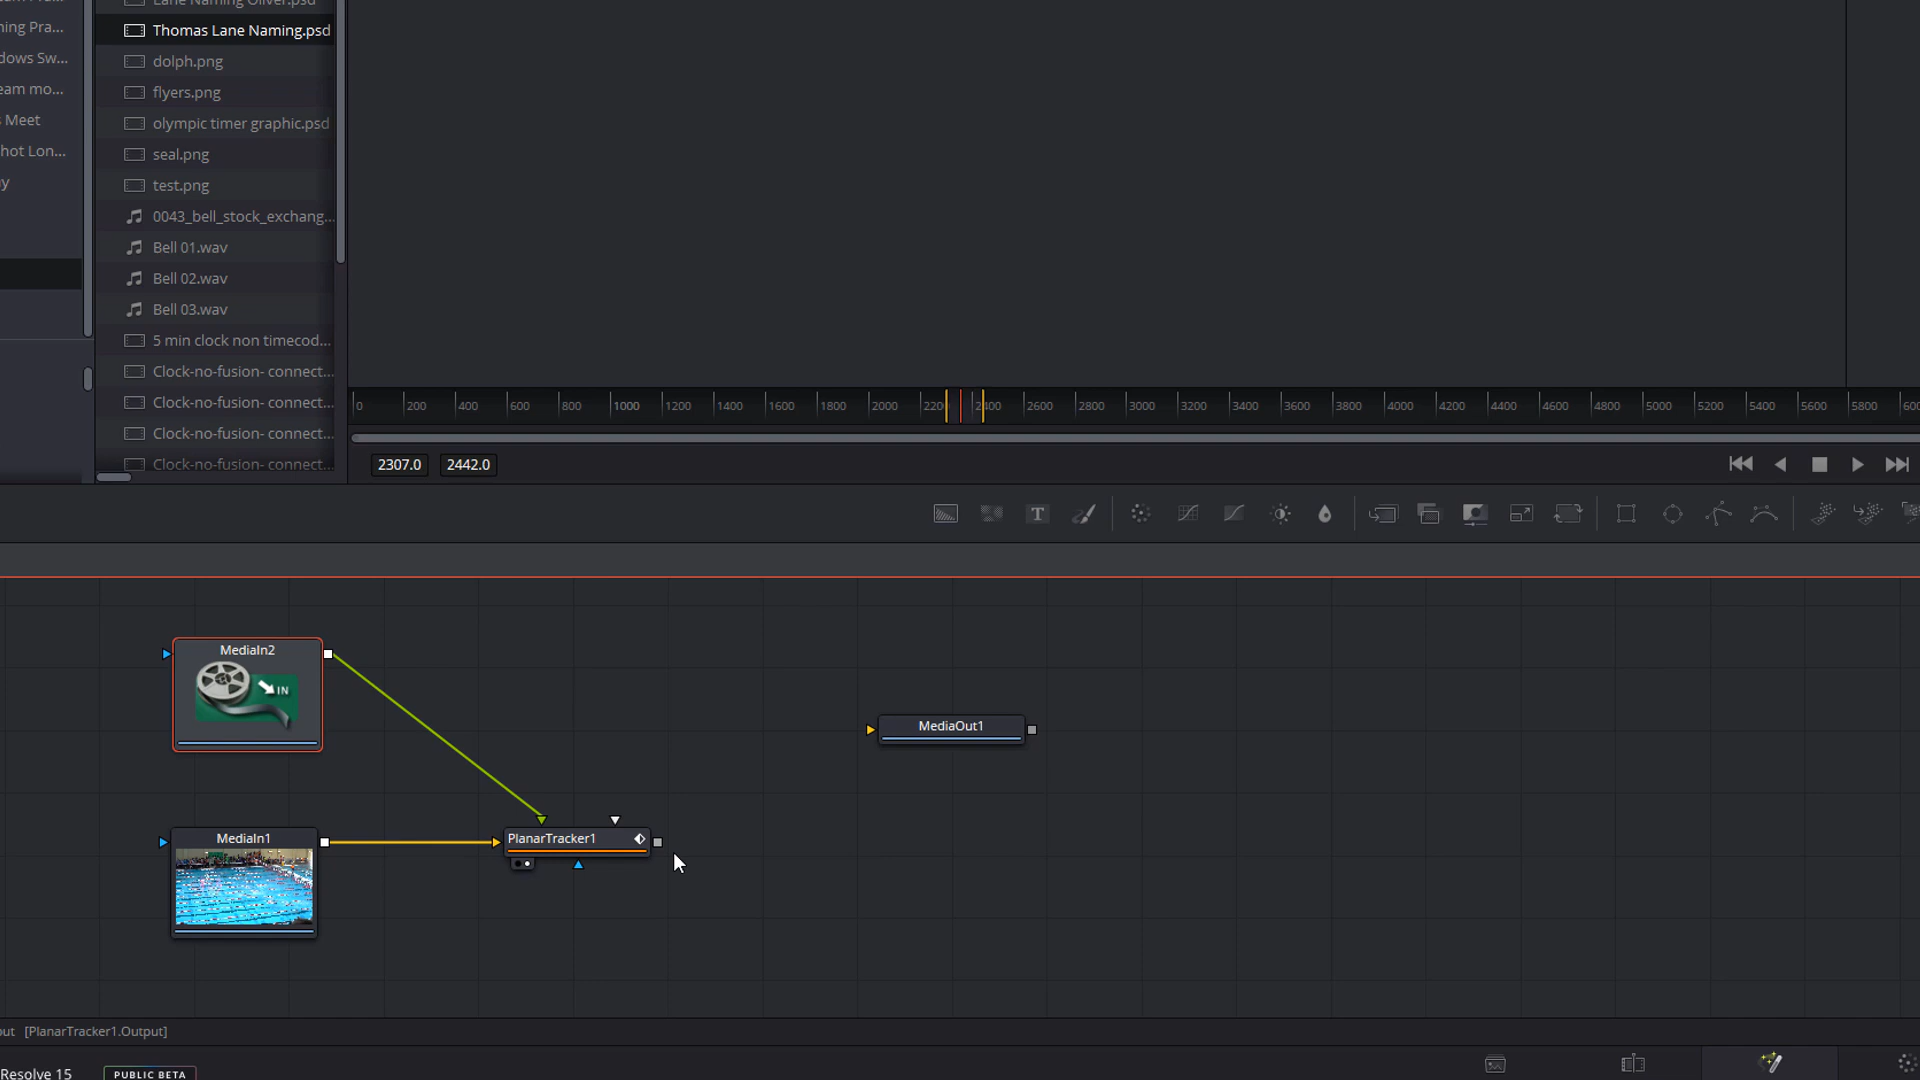 Lane Naming Oliver.psd
ning Pra...
Thomas Lane Naming.psd
dows Sw...
dolph.png
eam mo...
flyers.png
Meet
olympic timer graphic.psd
hot Lon...
seal.png
y
test.png
0043_bell_stock_exchang...
Bell 01.wav
Bell 02.wav
Bell 03.wav
5 min clock non timecod...
Clock-no-fusion- connect...
Clock-no-fusion- connect...
Clock-no-fusion- connect...
Clock-no-fusion- connect...
0 200 400 600 800 1000 1200 1400 1600 1800 2000 2200 2400 2600 2800 3000 3200 3400 3600 3800 4000 4200 4400 4600 4800 5000 5200 5400 5600 5800 600
2307.0 2442.0
T
MediaIn2
IN
MediaOut1
MediaIn1
PlanarTracker1
out [PlanarTracker1.Output]
Resolve 15 PUBLIC BETA